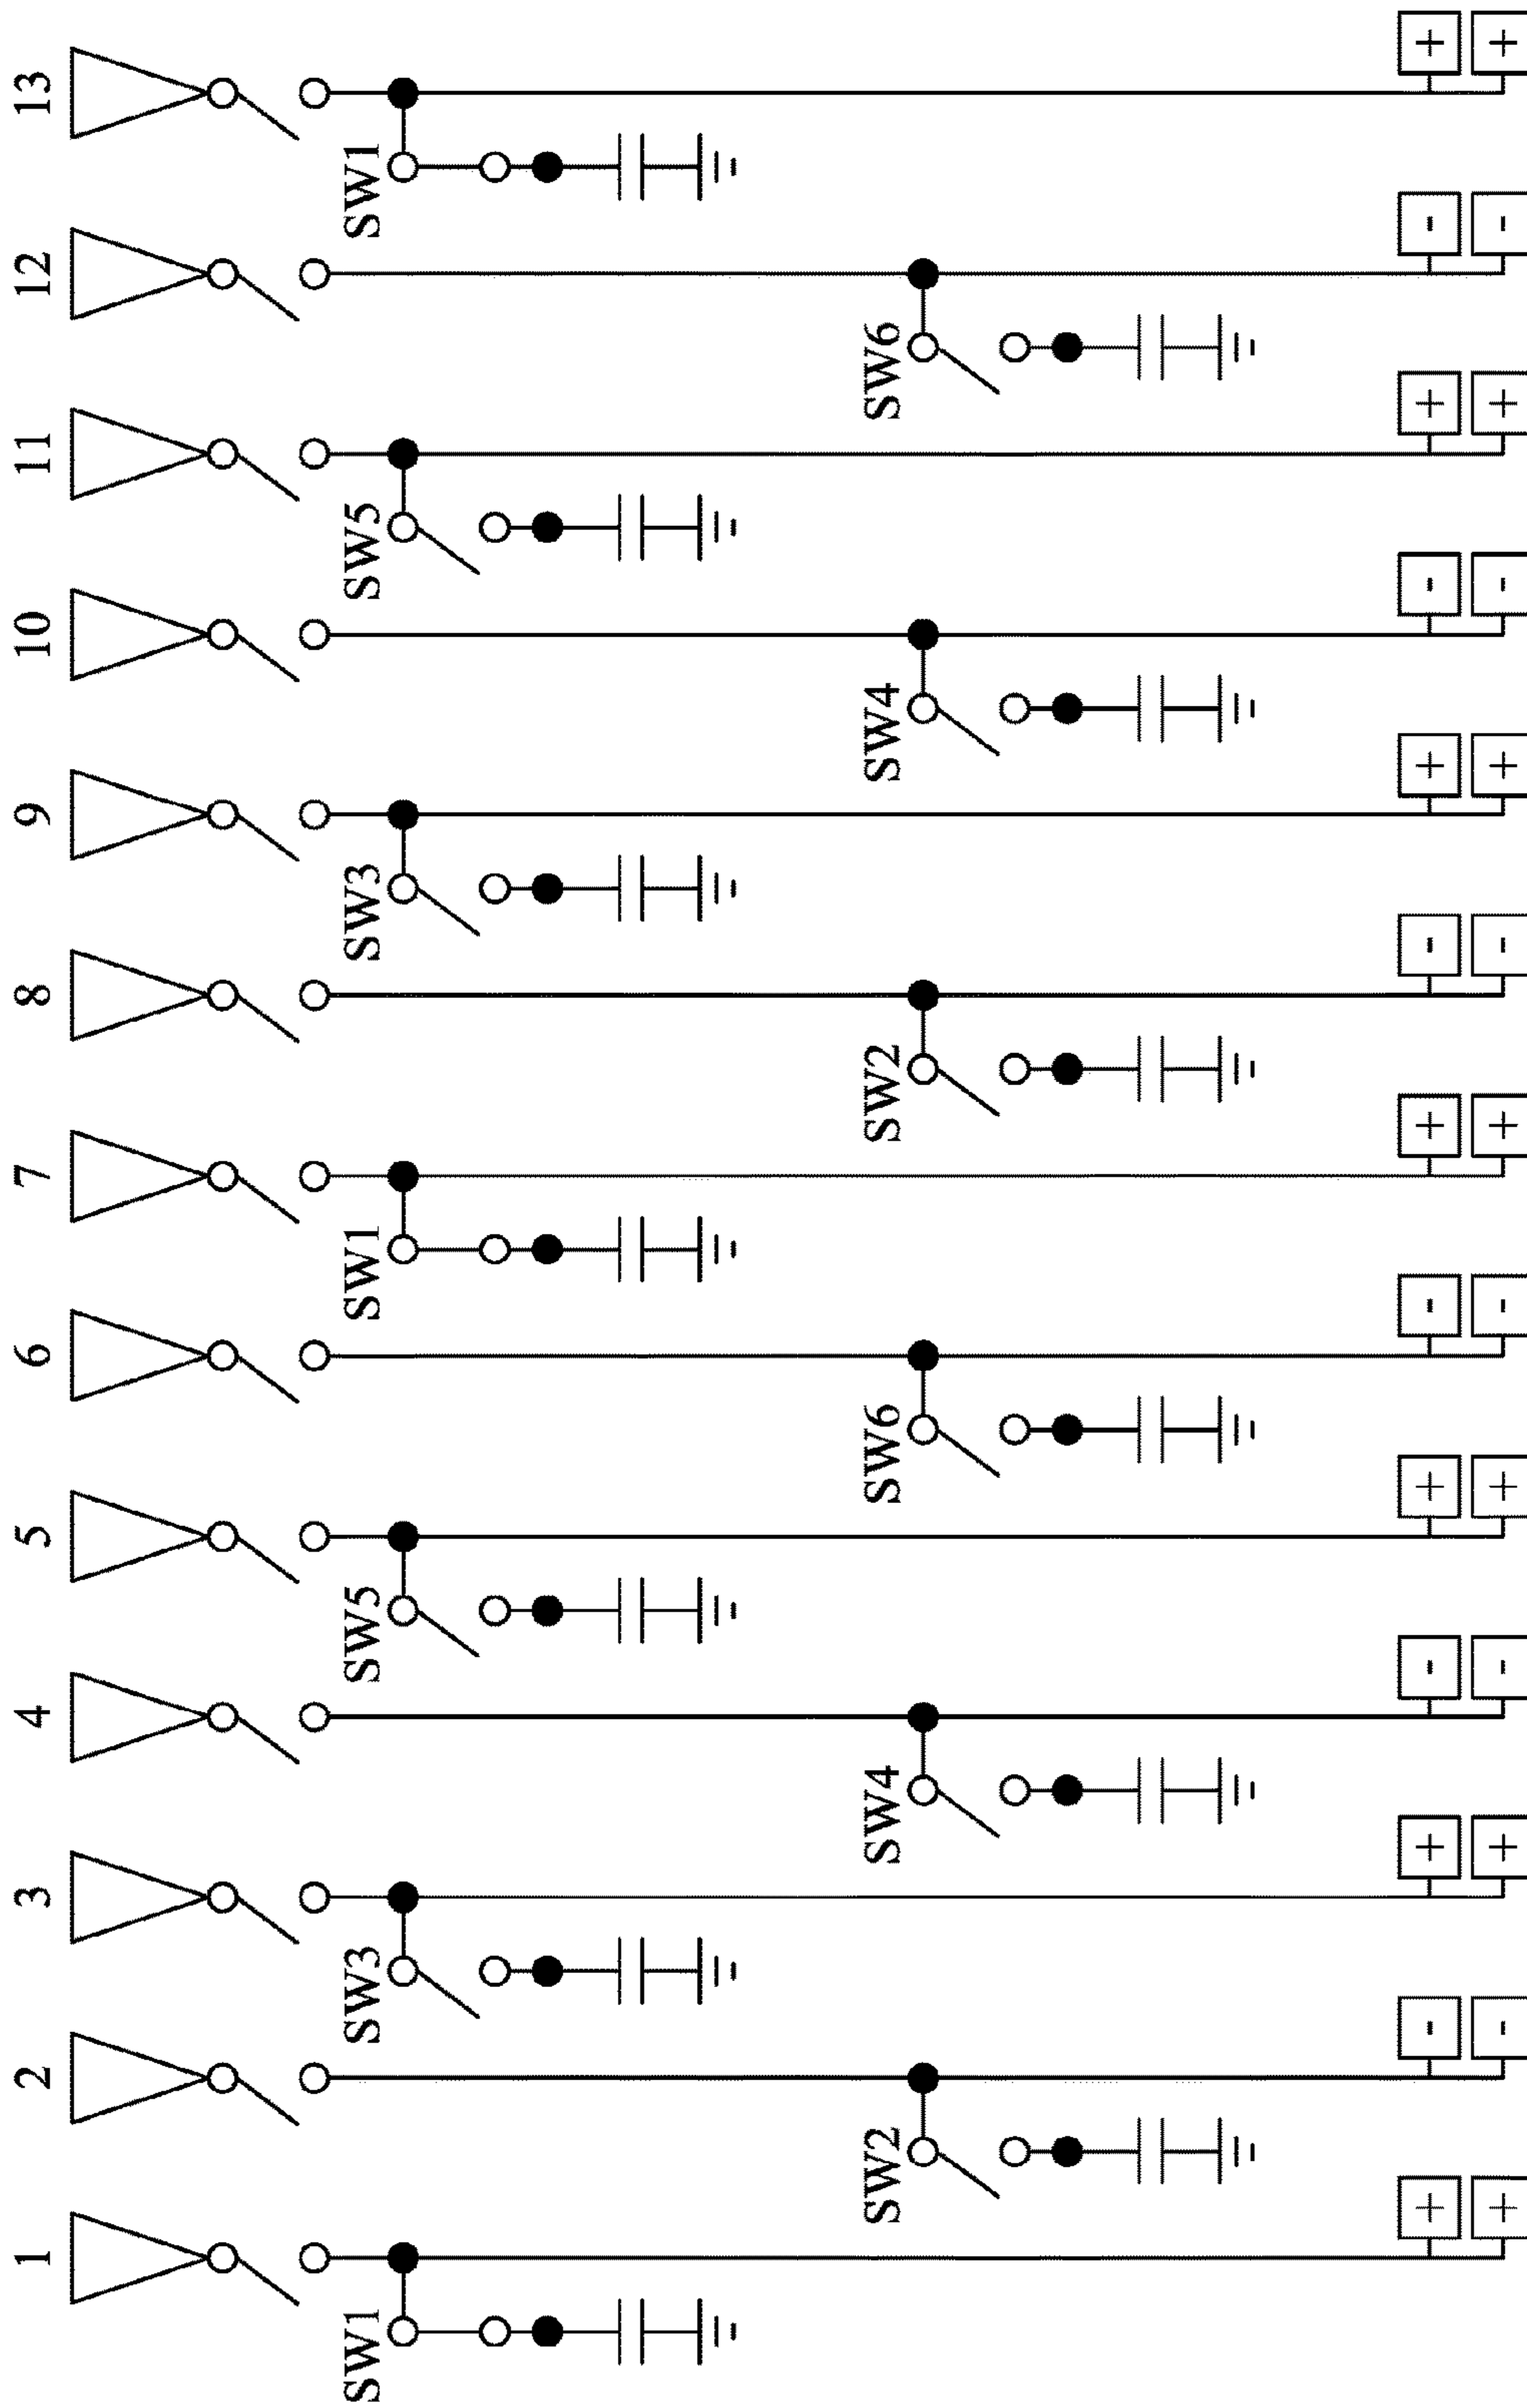 1 2 3 4 5 6 7 8 9 10 11 12 13
SW1 SW3 SW5 SW1 SW3 SW5 SW1
SW2 SW4 SW6 SW2 SW4 SW6
+ - + - + - + - + - + - +
+ - + - + - + - + - + - +